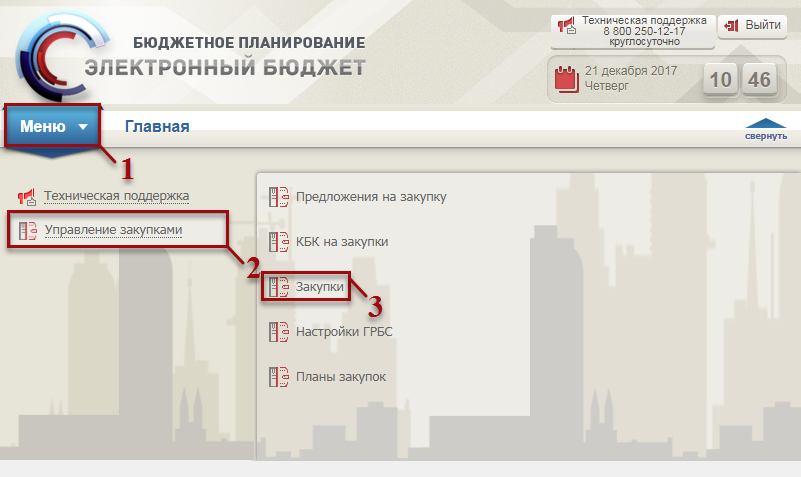 БЮДЖЕТНОЕ ПЛАНИРОВАНИЕ
ЭЛЕКТРОННЫЙ БЮДЖЕТ
Техническая поддержка
8 800 250-12-17
круглосуточно
Выйти
21 декабря 2017
Четверг
10 46
Меню
Главная
свернуть
1
Техническая поддержка
Управление закупками
2
Предложения на закупку
КБК на закупки
Закупки
3
Настройки ГРБС
Планы закупок